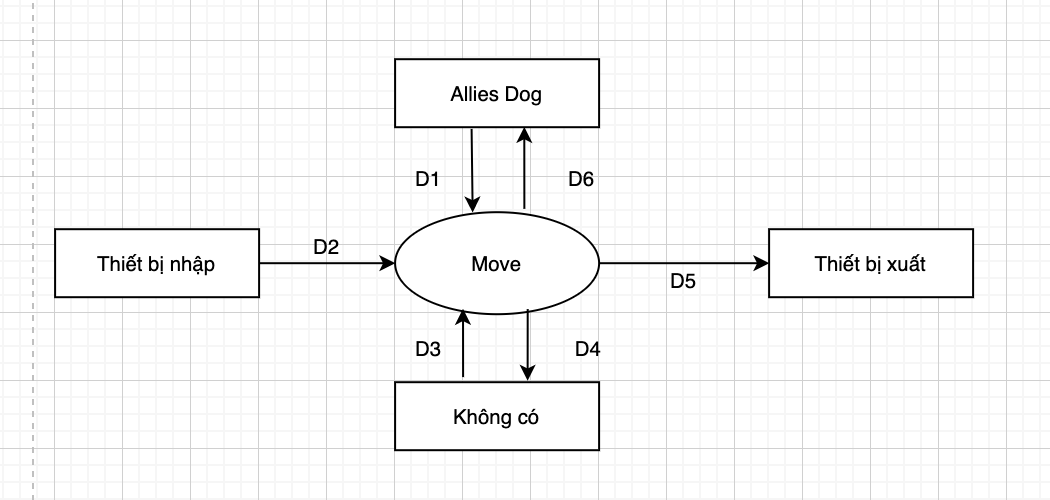 Allies Dog
D1
D6
Thiết bị nhập
D2
Move
D5
Thiết bị xuất
D3
D4
Không có